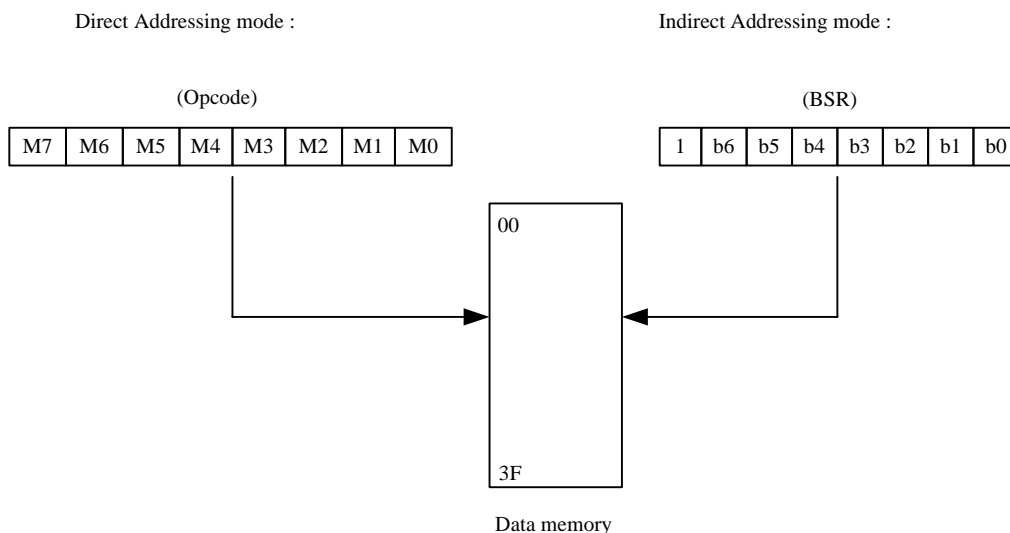 Direct Addressing mode :
Indirect Addressing mode :
(Opcode)
(BSR)
M7 M6 M5 M4 M3 M2 M1 M0
1 b6 b5 b4 b3 b2 b1 b0
00
3F
Data memory